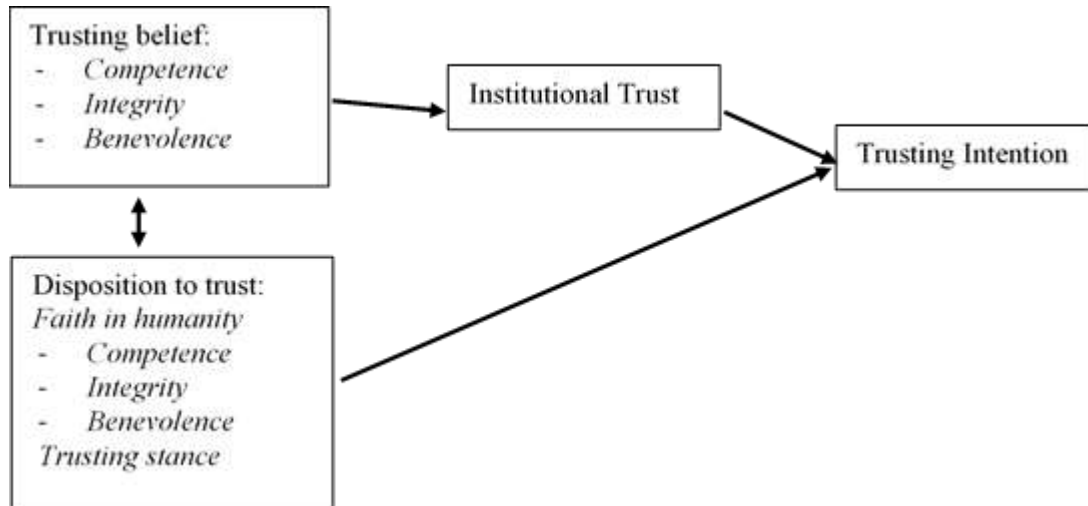 Trusting belief:
- Competence
- Integrity
- Benevolence
Institutional Trust
Trusting Intention
Disposition to trust:
Faith in humanity
- Competence
- Integrity
- Benevolence
Trusting stance